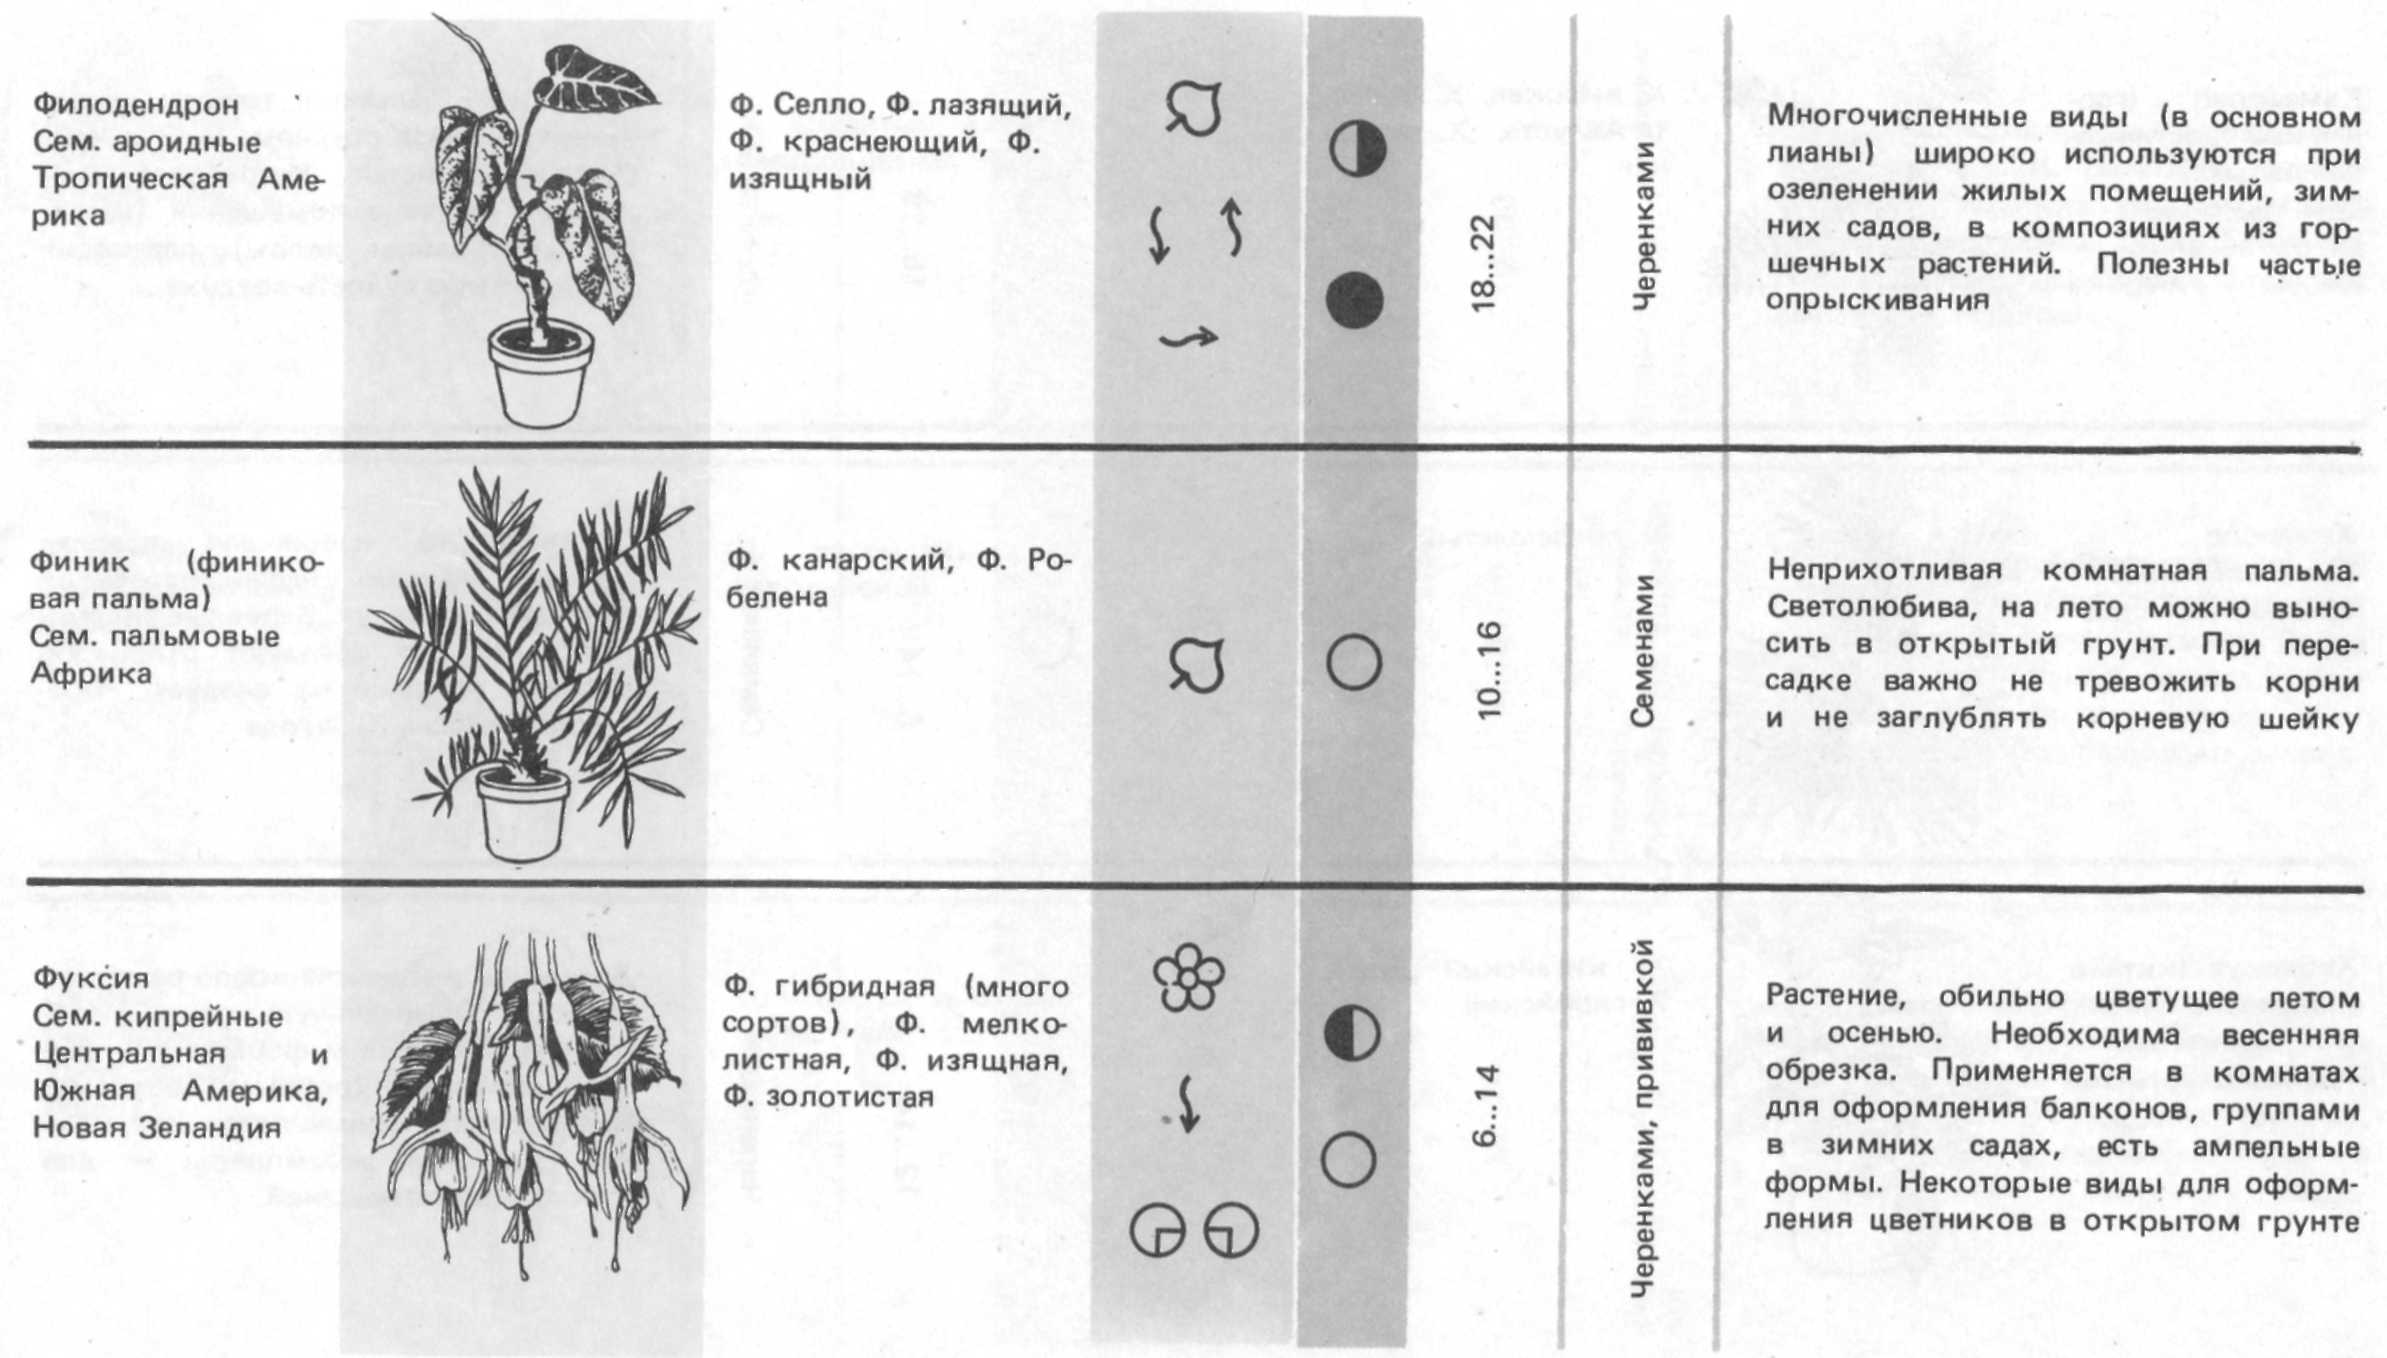 Филодендрон
Сем. ароидные
Тропическая Аме-
рика
Ф. Селло, Ф. лазящий,
Ф. краснеющий, Ф.
изящный
18...22
Черенками
Многочисленные виды (в основном
лианы) широко используются при
озеленении жилых помещений, зим-
них садов, в композициях из гор-
шечных растений. Полезны частые
опрыскивания
Финик (финико-
вая пальма)
Сем. пальмовые
Африка
Ф. канарский, Ф. Ро-
белена
10...16
Семенами
Неприхотливая комнатная пальма.
Светолюбива, на лето можно выно-
сить в открытый грунт. При пере-
садке важно не тревожить корни
и не заглублять корневую шейку
Фуксия
Сем. кипрейные
Центральная и
Южная Америка,
Новая Зеландия
Ф. гибридная (много
сортов), Ф. мелко-
листная, Ф. изящная,
Ф. золотистая
6...14
Черенками, прививкой
Растение, обильно цветущее летом
и осенью. Необходима весенняя
обрезка. Применяется в комнатах
для оформления балконов, группами
в зимних садах, есть ампельные
формы. Некоторые виды для оформ-
ления цветников в открытом грунте